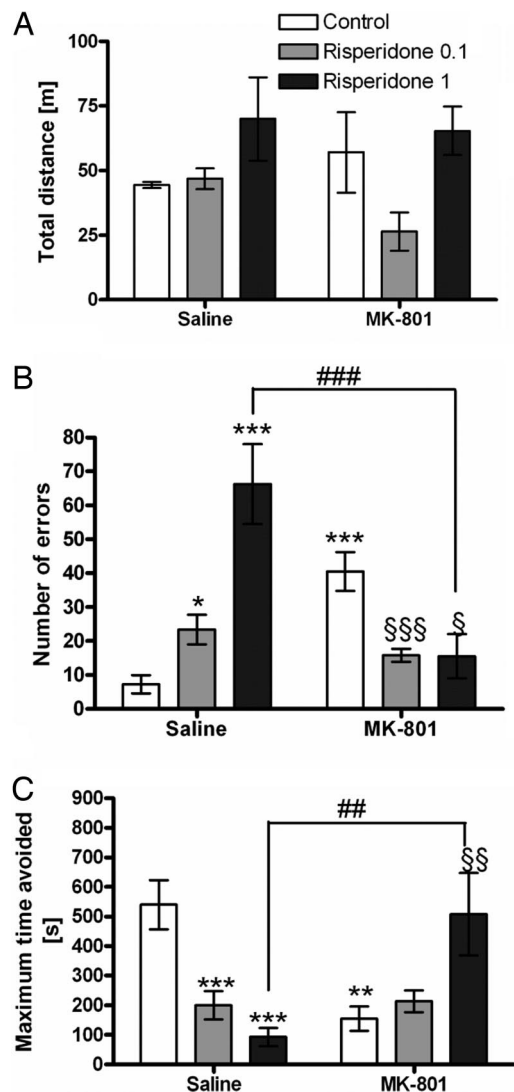 A
Control
Risperidone 0.1
Risperidone 1
Total distance [m]
100
75
50
25
0
Saline
MK-801
B
###
Number of errors
80
70
60
50
40
30
20
10
0
*
***
***
§§§
§
Saline
MK-801
C
##
Maximum time avoided
[s]
900
800
700
600
500
400
300
200
100
0
***
***
**
§§
Saline
MK-801